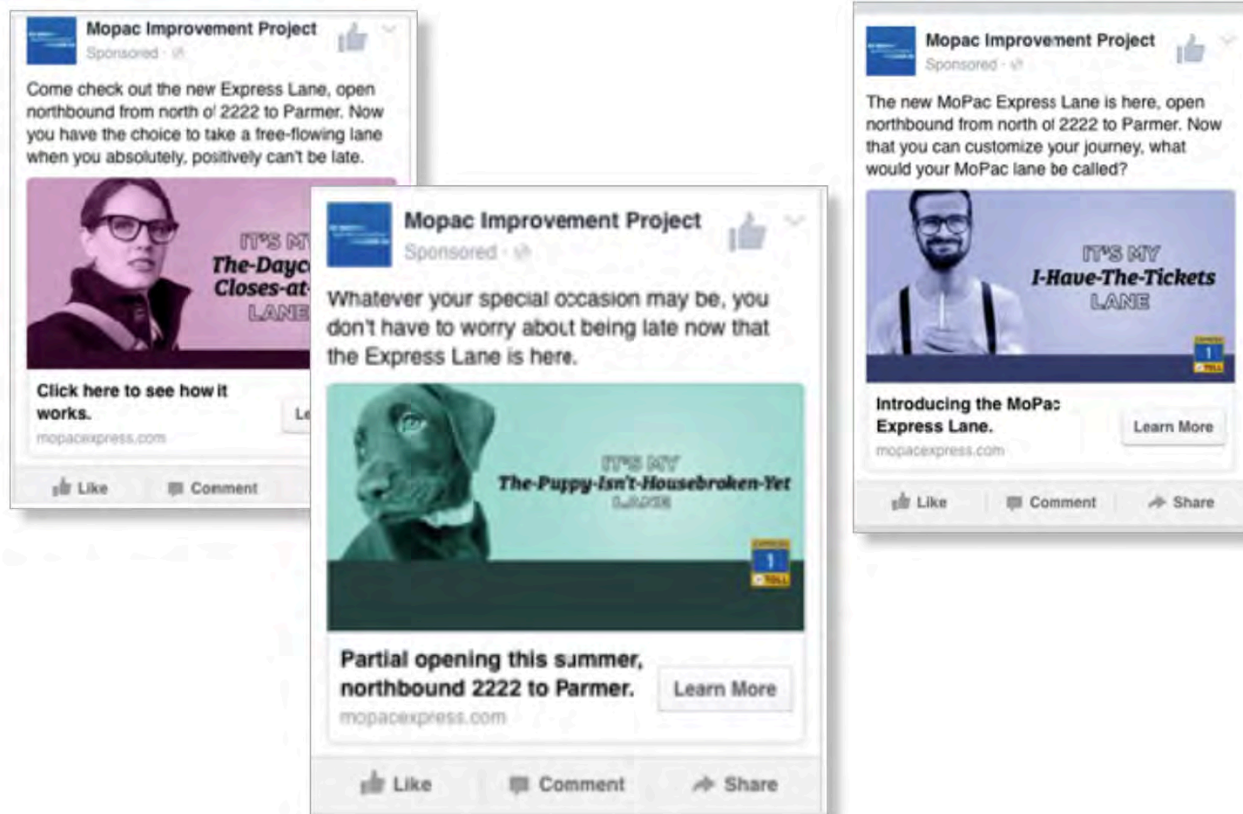 Mopac Improvement Project
Sponsored
Come check out the new Express Lane, open
northbound from north of 2222 to Parmer. Now
you have the choice to take a free-flowing lane
when you absolutely, positively can't be late.
IT'S MY
The-Dayc
Closes-at-
LANE
Click here to see how it
works.
Le
mopacexpress.com
Like Comment
Mopac Improvement Project
Sponsored
Whatever your special occasion may be, you
don't have to worry about being late now that
the Express Lane is here.
IT'S MY
The-Puppy-Isn't-Housebroken-Yet
LANE
EXPRESS
1
TOLL
Partial opening this summer,
northbound 2222 to Parmer.
Learn More
mopacexpress.com
Like Comment Share
Mopac Improvement Project
Sponsored
The new MoPac Express Lane is here, open
northbound from north of 2222 to Parmer. Now
that you can customize your journey, what
would your MoPac lane be called?
IT'S MY
I-Have-The-Tickets
LANE
EXPRESS
1
TOLL
Introducing the MoPac
Express Lane.
Learn More
mopacexpress.com
Like Comment Share